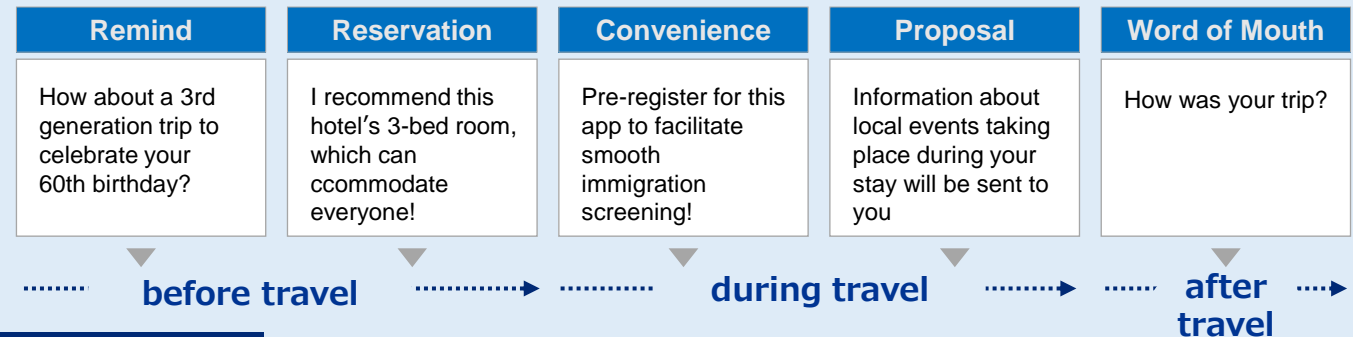 Remind
How about a 3rd
generation trip to
celebrate your
60th birthday?
Reservation
I recommend this
hotel’s 3-bed room,
which can
ccommodate
everyone!
Convenience
Pre-register for this
app to facilitate
smooth
immigration
screening!
Proposal
Information about
local events taking
place during your
stay will be sent to
you
Word of Mouth
How was your trip?
before travel
during travel
after
travel